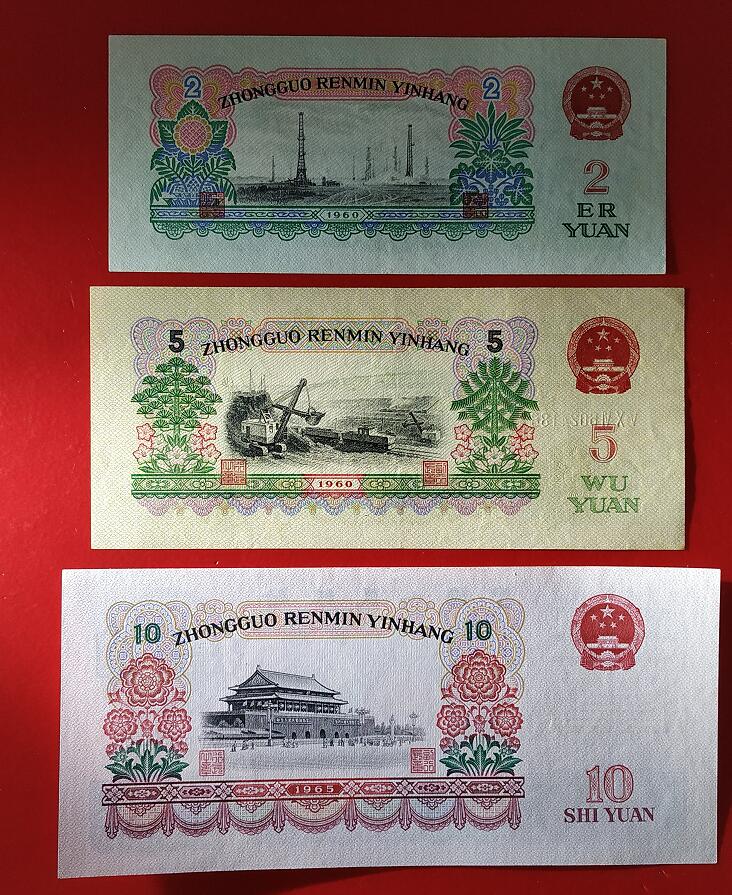 2 ZHONGGUO RENMIN YINHANG 2
2
ER
YUAN
1960
5 ZHONGGUO RENMIN YINHANG 5
5
WU
YUAN
1960
10 ZHONGGUO RENMIN YINHANG 10
10
SHI YUAN
1965